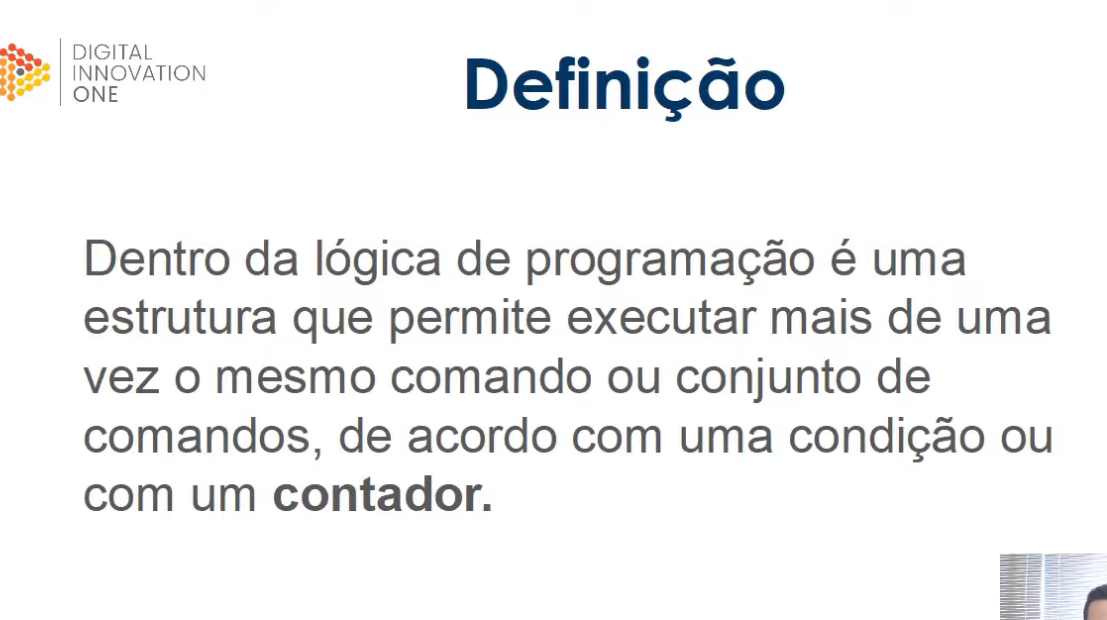 DIGITAL
INNOVATION
ONE
Definição
Dentro da lógica de programação é uma
estrutura que permite executar mais de uma
vez o mesmo comando ou conjunto de
comandos, de acordo com uma condição ou
com um contador.